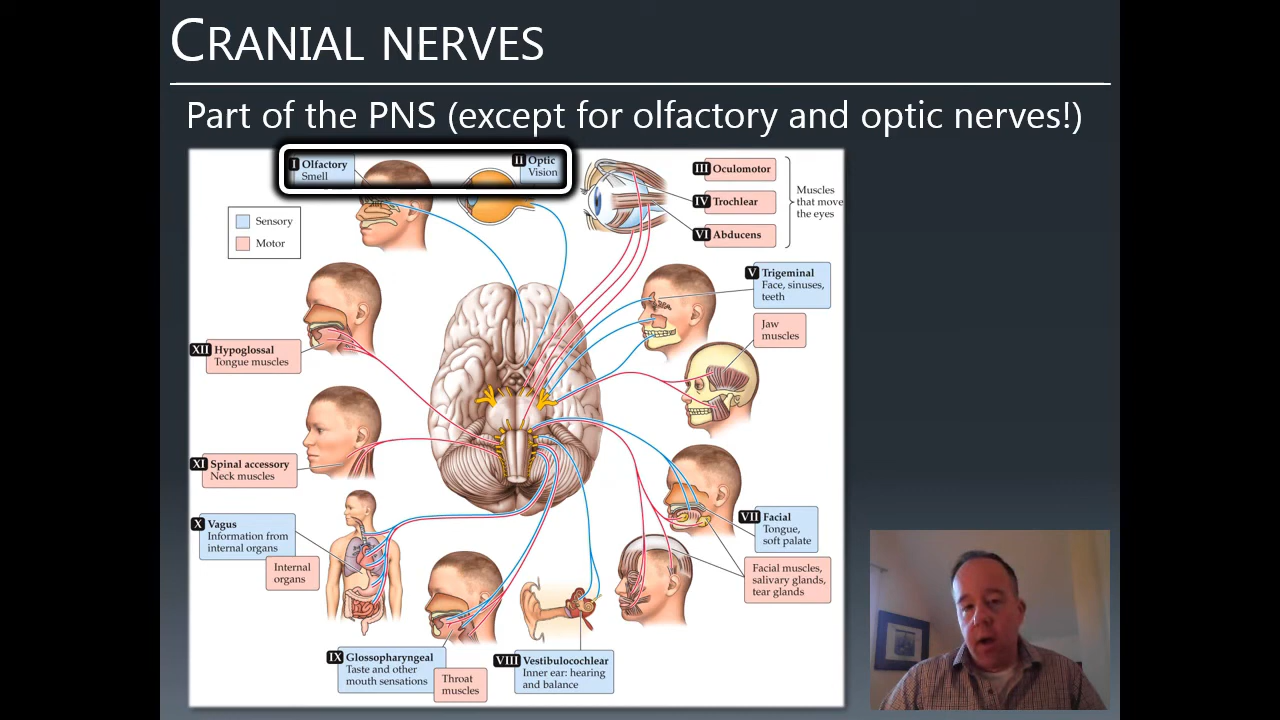 CRANIAL NERVES
Part of the PNS (except for olfactory and optic nerves!)
I Olfactory
Smell
II Optic
Vision
III Oculomotor
IV Trochlear
VI Abducens
Muscles
that move
the eyes
Sensory
Motor
V Trigeminal
Face, sinuses,
teeth
Jaw
muscles
XII Hypoglossal
Tongue muscles
XI Spinal accessory
Neck muscles
X Vagus
Information from
internal organs
Internal
organs
VII Facial
Tongue,
soft palate
Facial muscles,
salivary glands,
tear glands
IX Glossopharyngeal
Taste and other
mouth sensations
Throat
muscles
VIII Vestibulocochlear
Inner ear: hearing
and balance